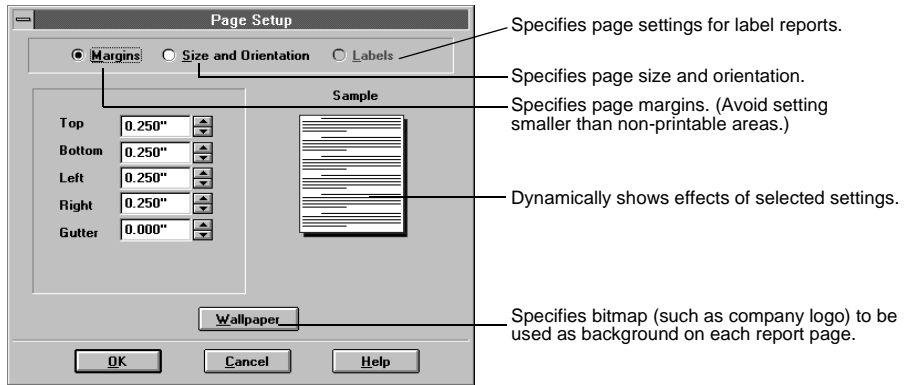 Page Setup
Margins
Size and Orientation
Labels
Sample
Top 0.250"
Bottom 0.250"
Left 0.250"
Right 0.250"
Gutter 0.000"
Wallpaper
OK
Cancel
Help
Specifies page settings for label reports.
Specifies page size and orientation.
Specifies page margins. (Avoid setting
smaller than non-printable areas.)
Dynamically shows effects of selected settings.
Specifies bitmap (such as company logo) to be
used as background on each report page.